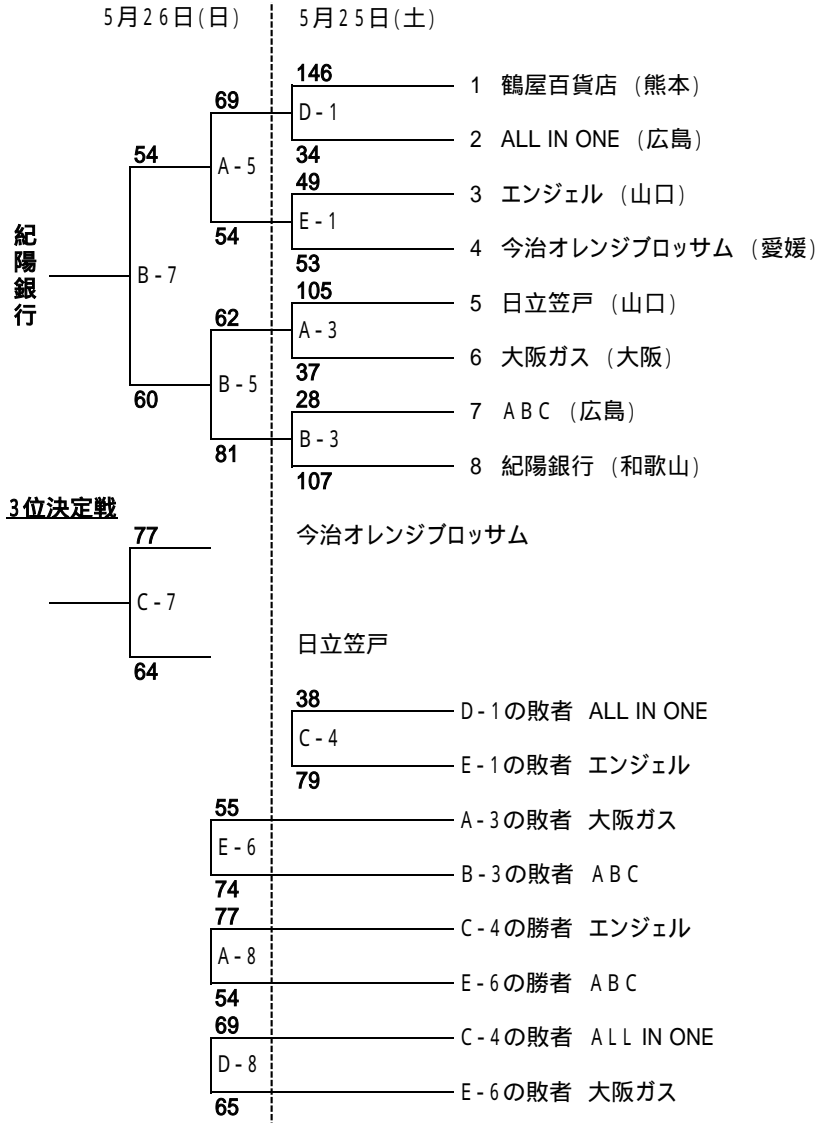 5月26日(日) 5月25日(土)
146
69 1 鶴屋百貨店 (熊本)
D-1
54 34 2 ALL IN ONE (広島)
A-5
49 3 エンジェル (山口)
E-1
54 53 4 今治オレンジブロッサム (愛媛)
紀陽銀行
B-7
105 5 日立笠戸 (山口)
62 A-3
37 6 大阪ガス (大阪)
B-5
60 28 7 ABC (広島)
B-3
81 107 8 紀陽銀行 (和歌山)
3位決定戦
77 今治オレンジブロッサム
C-7
64 日立笠戸
38 D-1の敗者 ALL IN ONE
C-4
79 E-1の敗者 エンジェル
55 A-3の敗者 大阪ガス
E-6
74 B-3の敗者 ABC
77 C-4の勝者 エンジェル
A-8
54 E-6の勝者 ABC
69 C-4の敗者 ALL IN ONE
D-8
65 E-6の敗者 大阪ガス